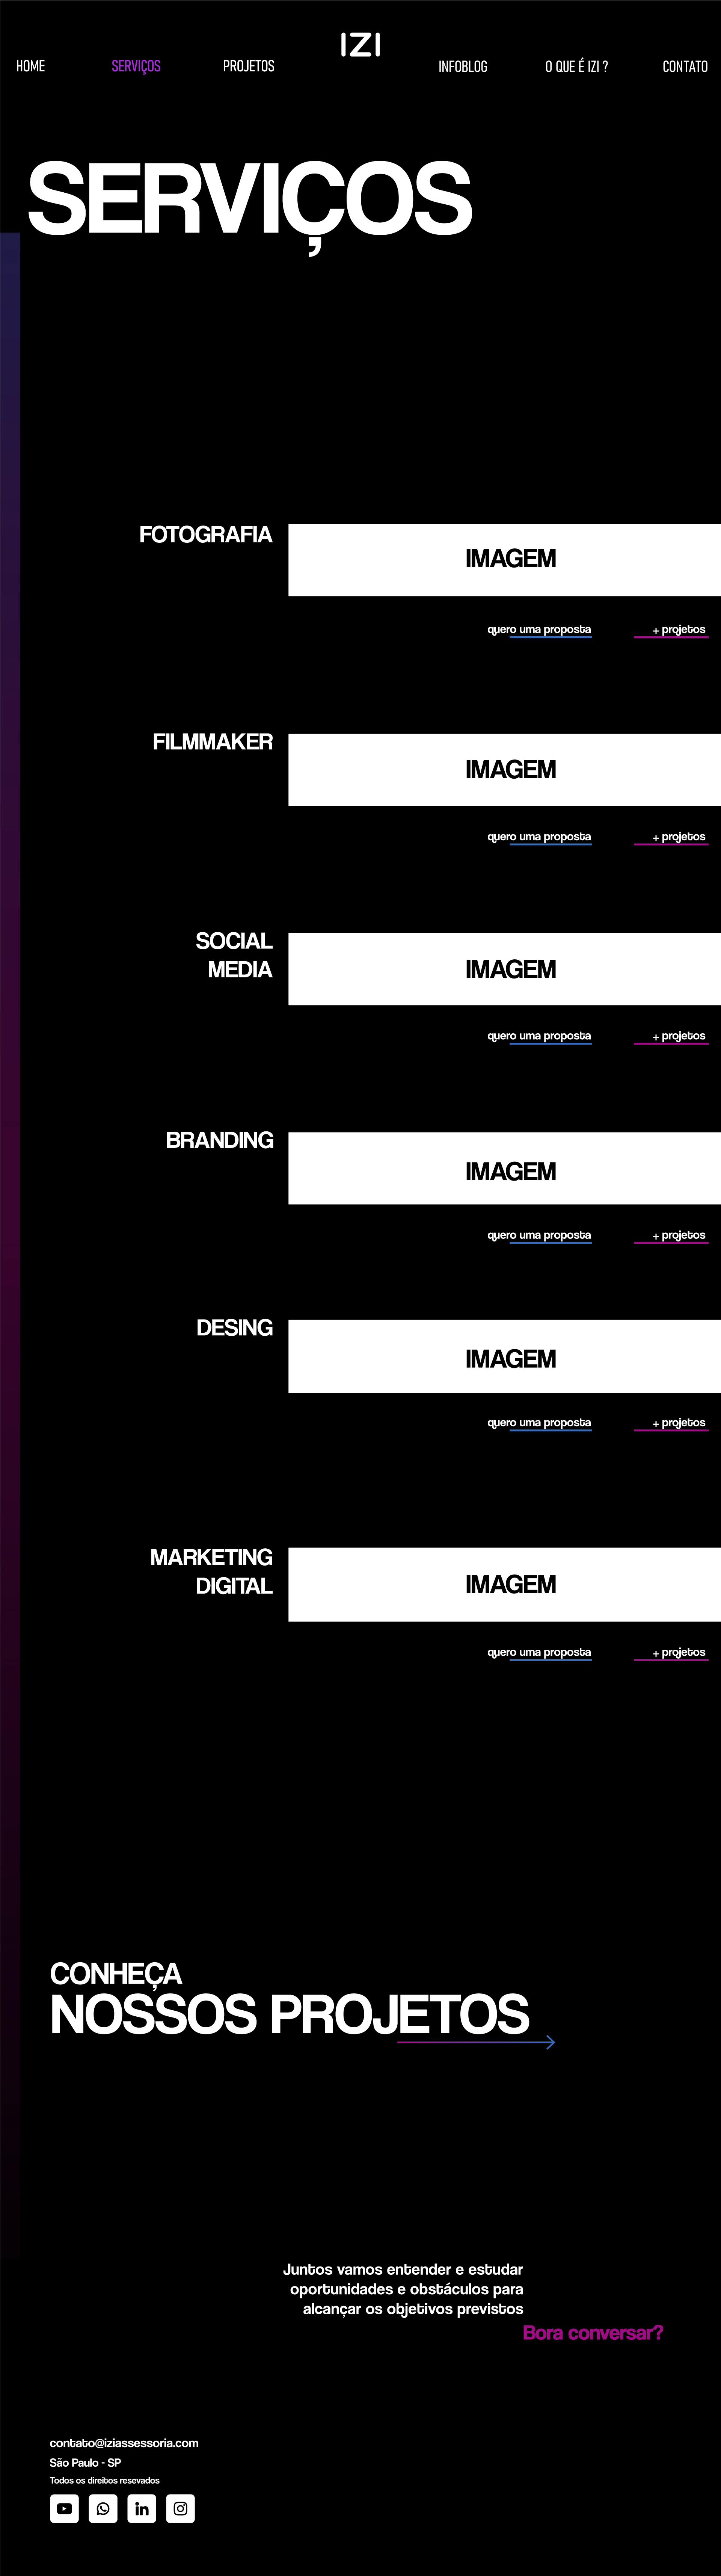 IZI
HOME SERVIÇOS PROJETOS INFOBLOG O QUE É IZI ? CONTATO
SERVIÇOS
FOTOGRAFIA
IMAGEM
quero uma proposta + projetos
FILMMAKER
IMAGEM
quero uma proposta + projetos
SOCIAL
MEDIA
IMAGEM
quero uma proposta + projetos
BRANDING
IMAGEM
quero uma proposta + projetos
DESING
IMAGEM
quero uma proposta + projetos
MARKETING
DIGITAL
IMAGEM
quero uma proposta + projetos
CONHEÇA
NOSSOS PROJETOS
Juntos vamos entender e estudar
oportunidades e obstáculos para
alcançar os objetivos previstos
Bora conversar?
contato@iziassessoria.com
São Paulo - SP
Todos os direitos resevados
in